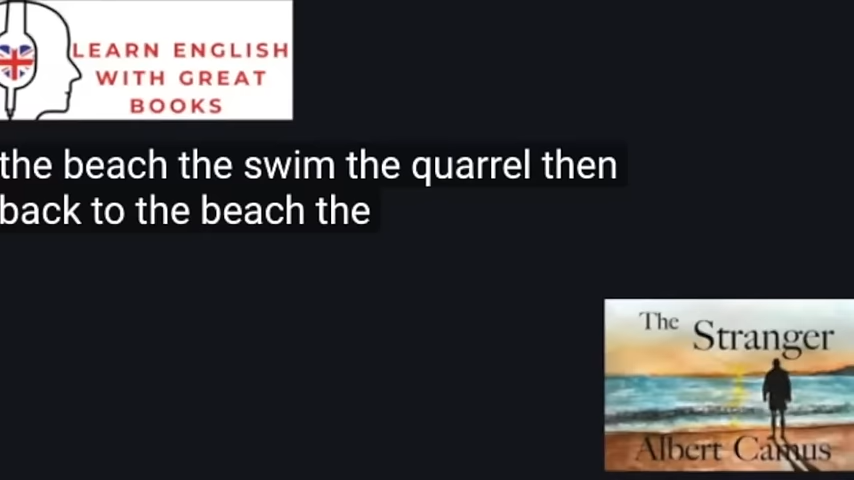 LEARN ENGLISH
WITH GREAT
BOOKS
the beach the swim the quarrel then
back to the beach the
The Stranger
Albert Camus